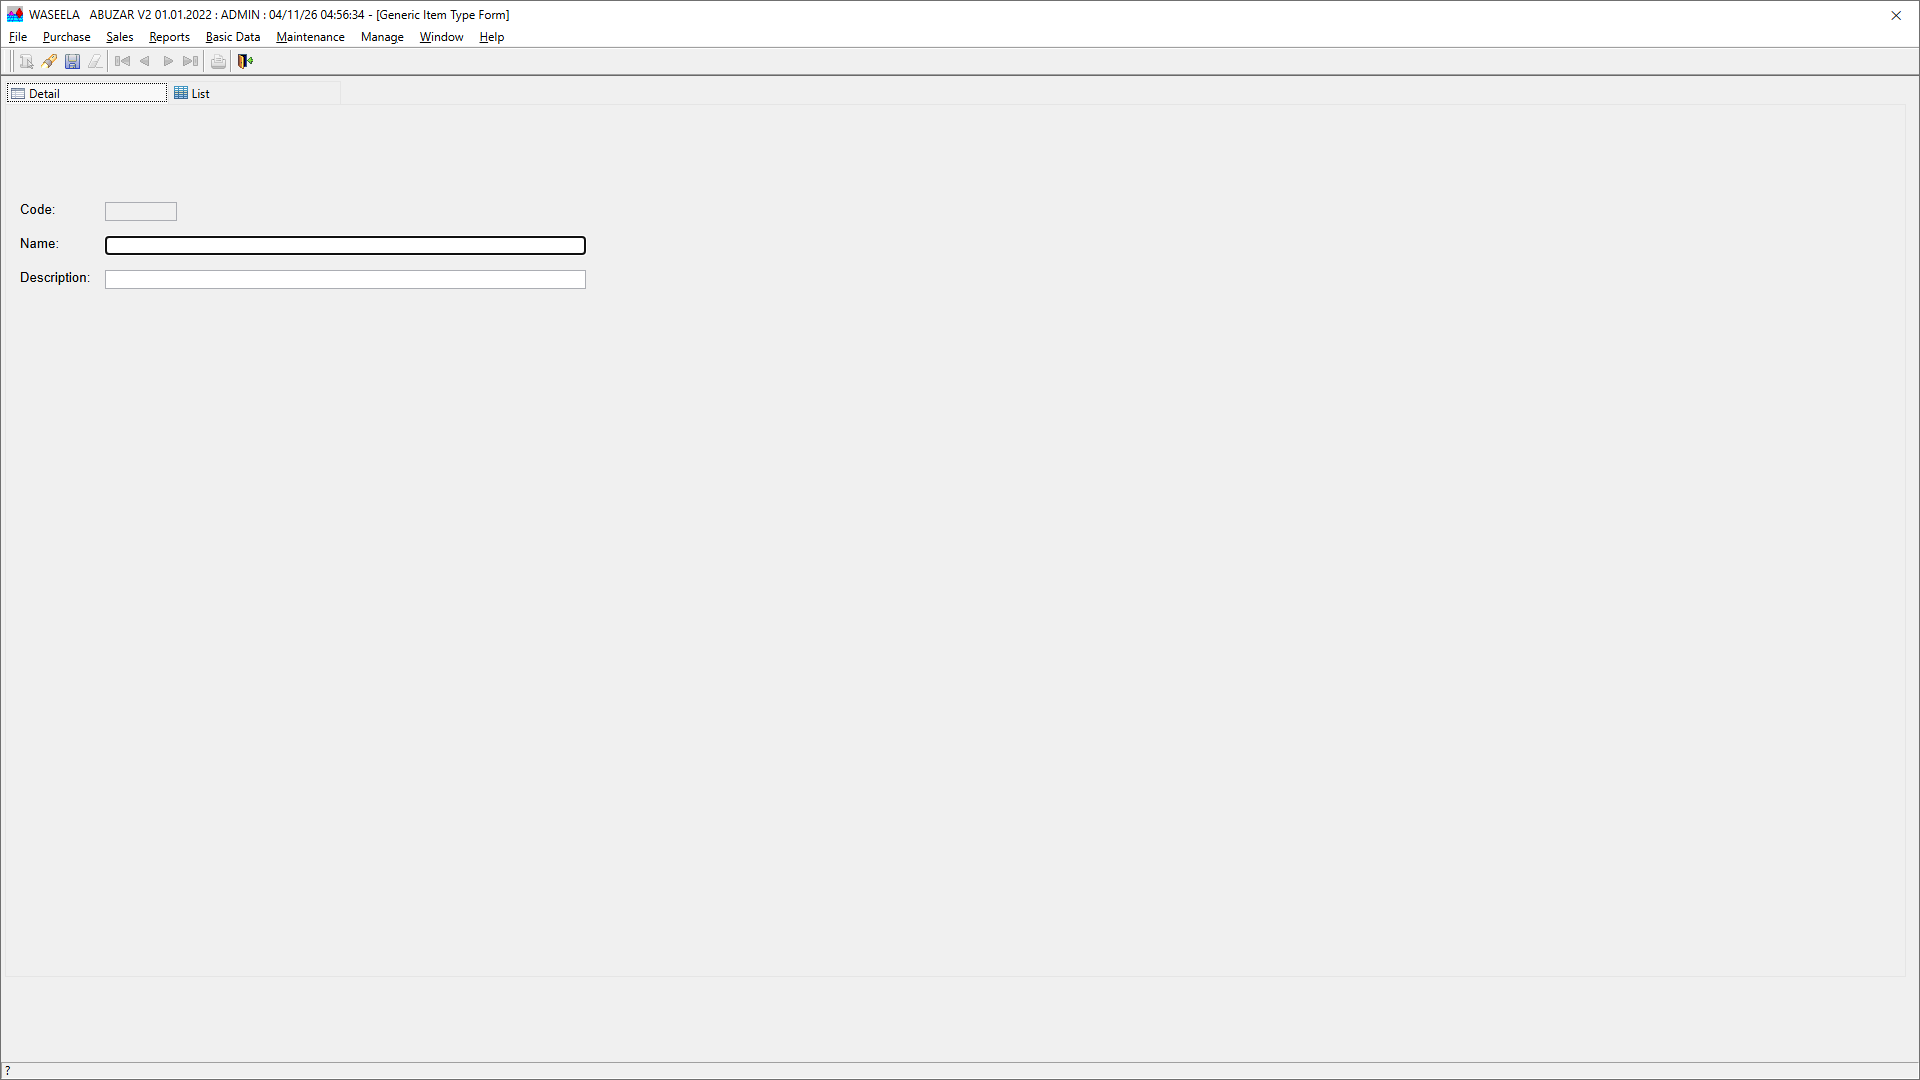 WASEELA   ABUZAR V2 01.01.2022 : ADMIN : 04/11/26 04:56:34 - [Generic Item Type Form]
File Purchase Sales Reports Basic Data Maintenance Manage Window Help
Detail List
Code:
Name:
Description:
?